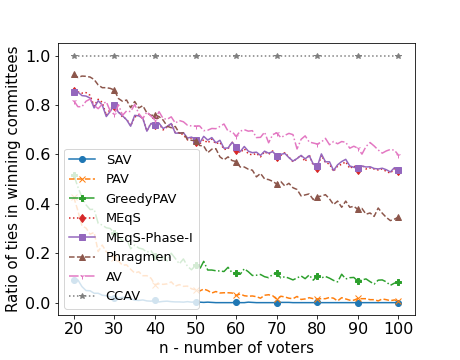 Ratio of ties in winning committees
1.0
0.8
0.6
0.4
0.2
0.0
SAV
PAV
GreedyPAV
MEqS
MEqS-Phase-I
Phragmen
AV
CCAV
20 30 40 50 60 70 80 90 100
n - number of voters